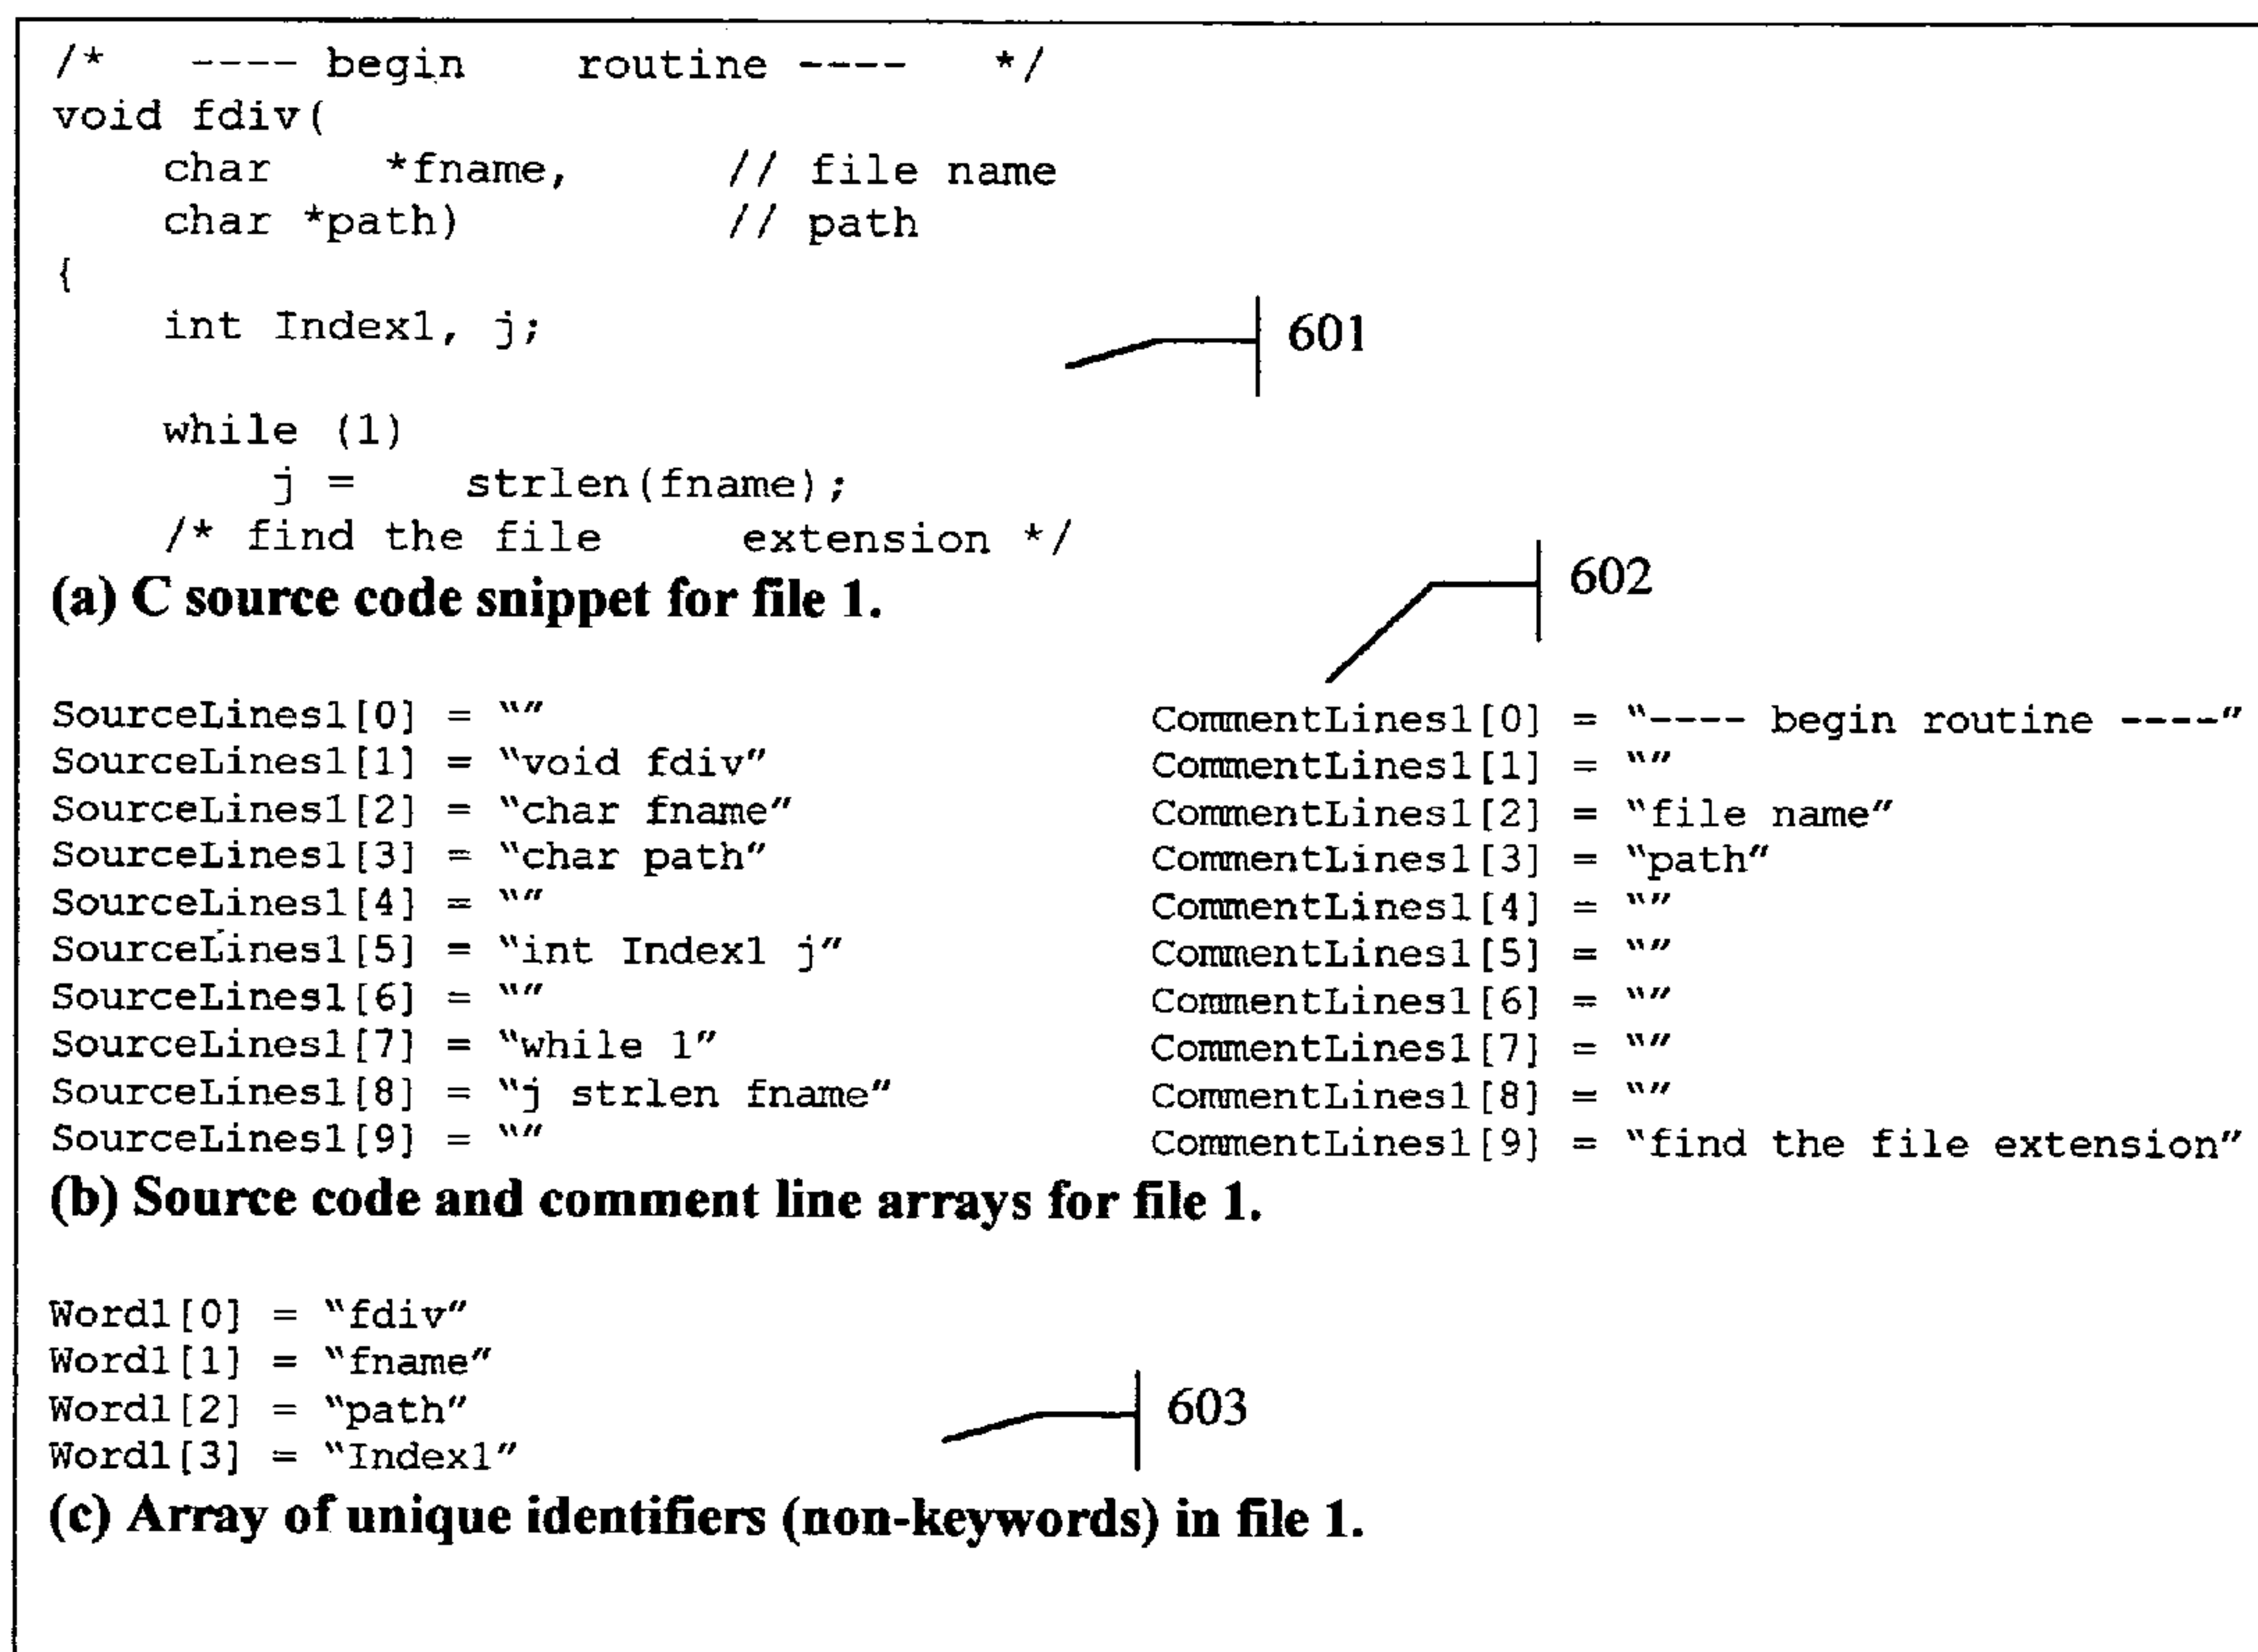 /*   ---- begin    routine ----   */
void fdiv(
    char    *fname,      // file name
    char *path)          // path
{
    int Index1, j;
601

    while (1)
        j =    strlen(fname);
    /* find the file     extension */
(a) C source code snippet for file 1.
602

SourceLines1[0] = “”
SourceLines1[1] = “void fdiv”
SourceLines1[2] = “char fname”
SourceLines1[3] = “char path”
SourceLines1[4] = “”
SourceLines1[5] = “int Index1 j”
SourceLines1[6] = “”
SourceLines1[7] = “while 1”
SourceLines1[8] = “j strlen fname”
SourceLines1[9] = “”
CommentLines1[0] = “---- begin routine ----”
CommentLines1[1] = “”
CommentLines1[2] = “file name”
CommentLines1[3] = “path”
CommentLines1[4] = “”
CommentLines1[5] = “”
CommentLines1[6] = “”
CommentLines1[7] = “”
CommentLines1[8] = “”
CommentLines1[9] = “find the file extension”
(b) Source code and comment line arrays for file 1.

Word1[0] = “fdiv”
Word1[1] = “fname”
Word1[2] = “path”
Word1[3] = “Index1”
603
(c) Array of unique identifiers (non-keywords) in file 1.